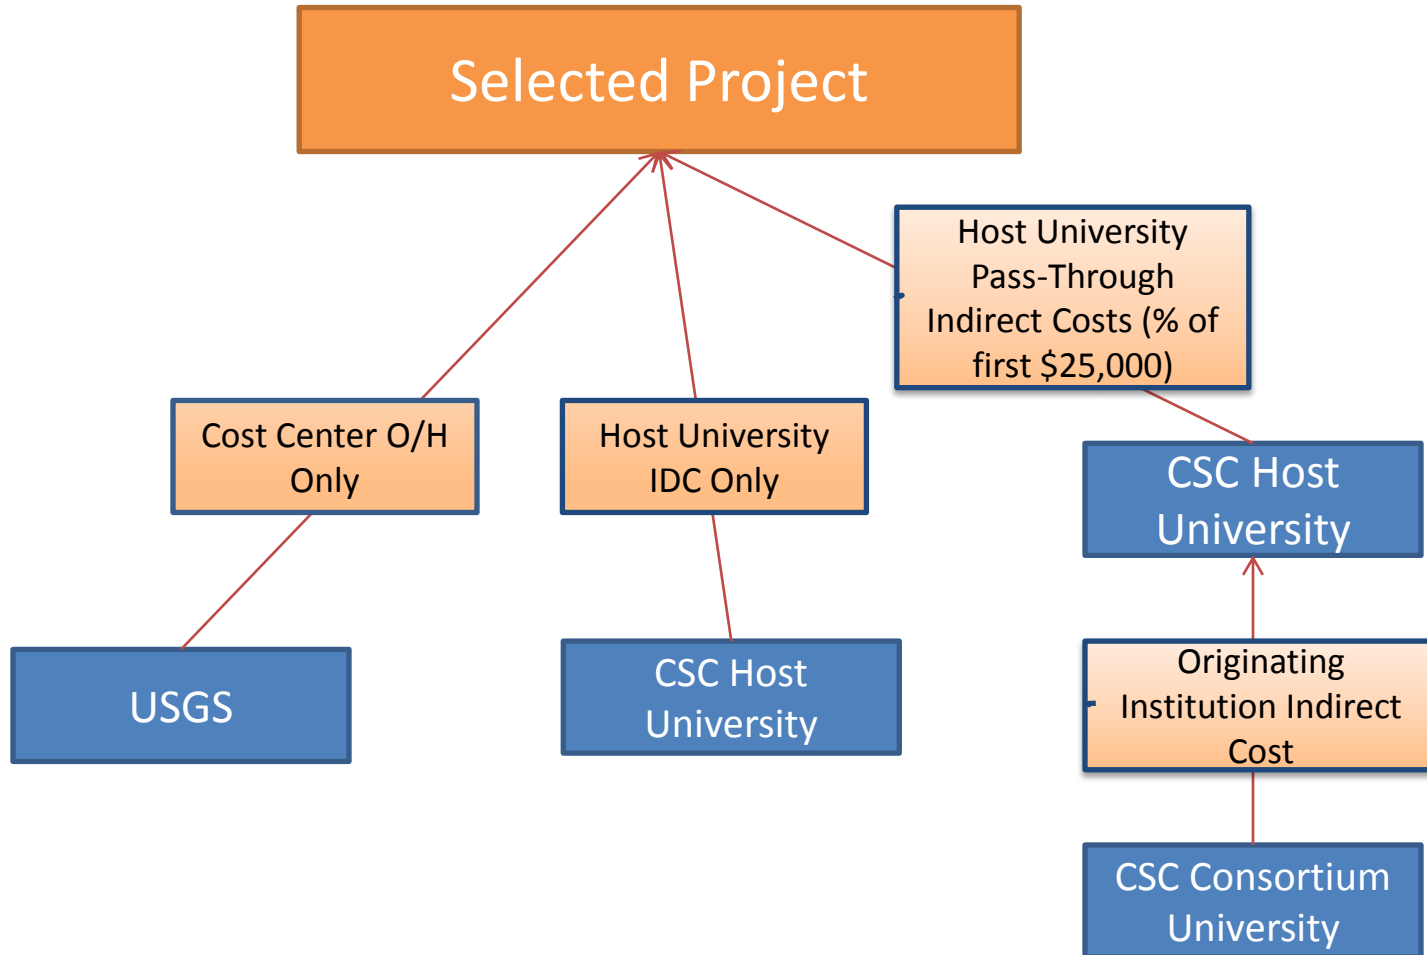 Selected Project
Host University
Pass-Through
Indirect Costs (% of
first $25,000)
Cost Center O/H
Only
Host University
IDC Only
CSC Host
University
USGS
CSC Host
University
Originating
Institution Indirect
Cost
CSC Consortium
University